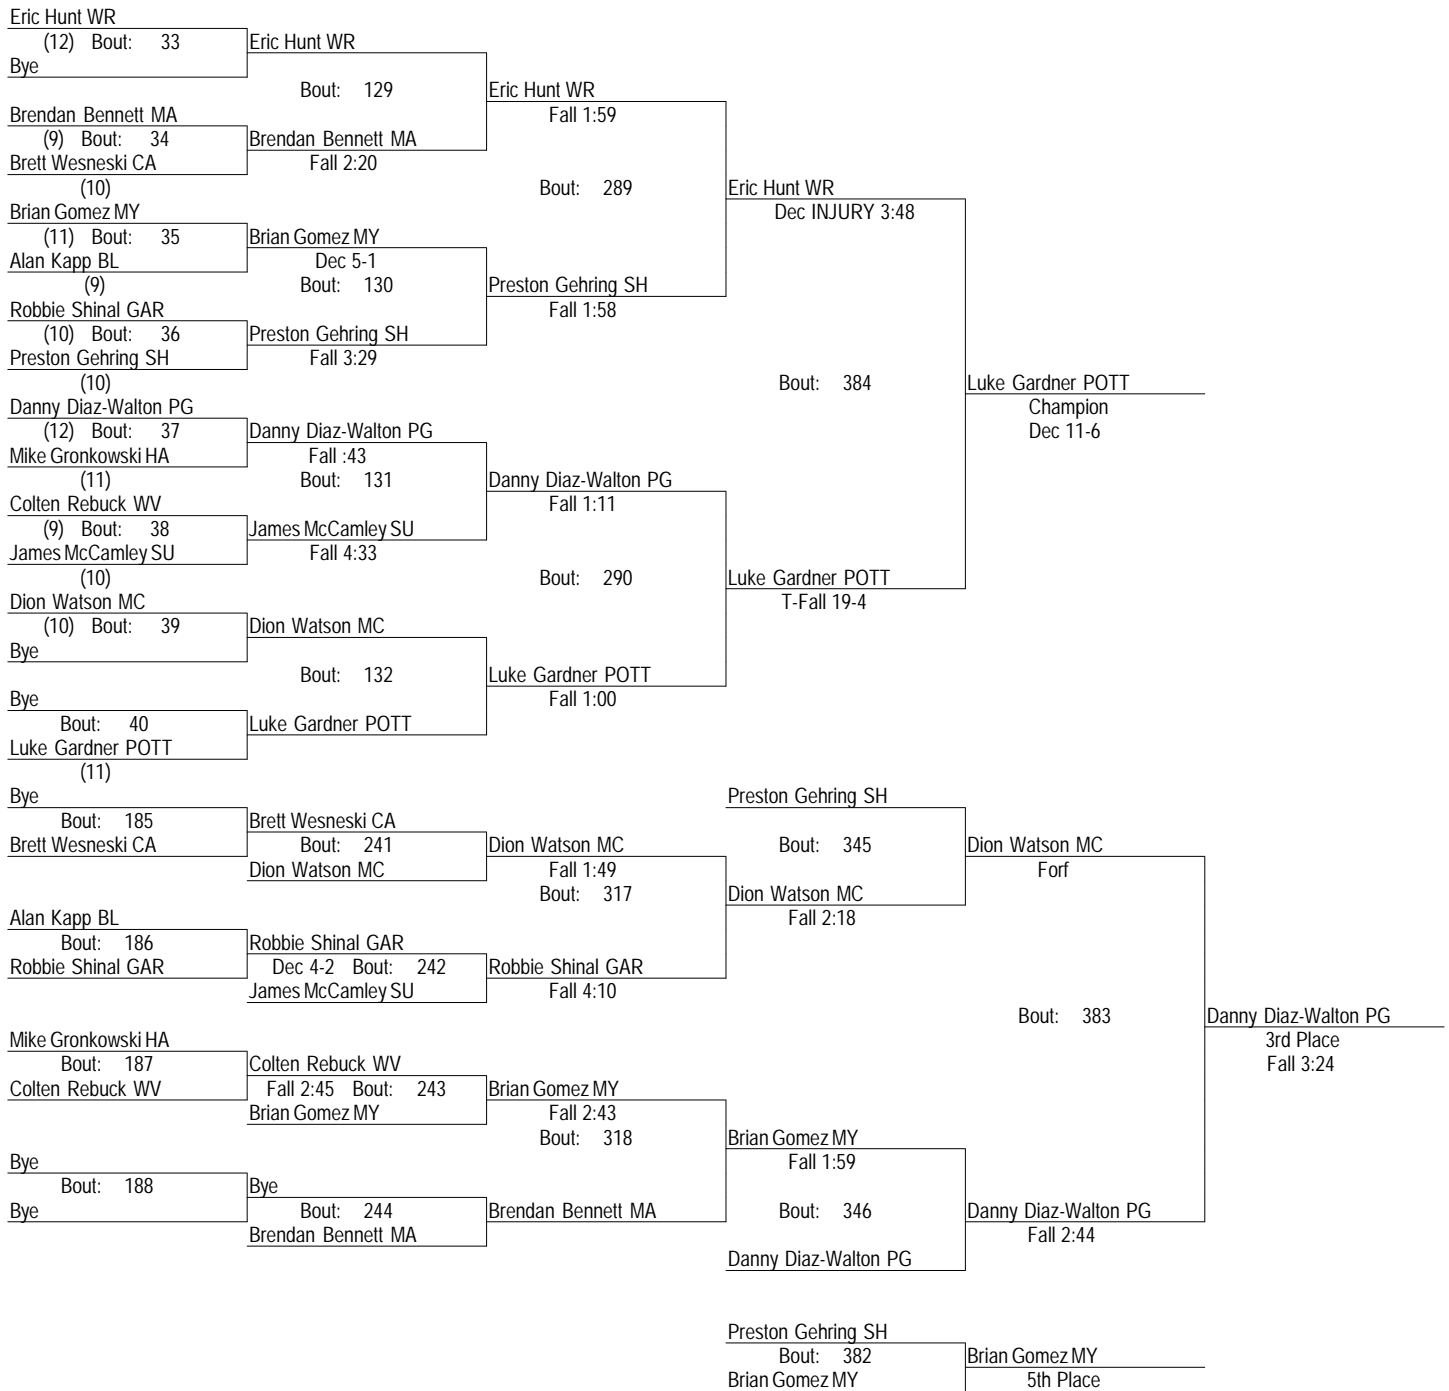 Eric Hunt WR
(12) Bout: 33 Eric Hunt WR
Bye
Bout: 129 Eric Hunt WR
Brendan Bennett MA Fall 1:59
(9) Bout: 34 Brendan Bennett MA
Brett Wesneski CA Fall 2:20
(10) Bout: 289 Eric Hunt WR
Brian Gomez MY Dec INJURY 3:48
(11) Bout: 35 Brian Gomez MY
Alan Kapp BL Dec 5-1
(9) Bout: 130 Preston Gehring SH
Robbie Shinal GAR Fall 1:58
(10) Bout: 36 Preston Gehring SH
Preston Gehring SH Fall 3:29
(10) Bout: 384 Luke Gardner POTT
Danny Diaz-Walton PG Champion
(12) Bout: 37 Danny Diaz-Walton PG Dec 11-6
Mike Gronkowski HA Fall :43
(11) Bout: 131 Danny Diaz-Walton PG
Colten Rebuck WV Fall 1:11
(9) Bout: 38 James McCamley SU
James McCamley SU Fall 4:33
(10) Bout: 290 Luke Gardner POTT
Dion Watson MC T-Fall 19-4
(10) Bout: 39 Dion Watson MC
Bye
Bout: 132 Luke Gardner POTT
Bye Fall 1:00
Bout: 40 Luke Gardner POTT
Luke Gardner POTT
(11)
Bye Preston Gehring SH
Bout: 185 Brett Wesneski CA
Brett Wesneski CA Bout: 241 Dion Watson MC Bout: 345 Dion Watson MC
Dion Watson MC Fall 1:49 Forf
Bout: 317 Dion Watson MC
Alan Kapp BL Fall 2:18
Bout: 186 Robbie Shinal GAR
Robbie Shinal GAR Dec 4-2 Bout: 242 Robbie Shinal GAR
James McCamley SU Fall 4:10
Bout: 383 Danny Diaz-Walton PG
Mike Gronkowski HA 3rd Place
Bout: 187 Colten Rebuck WV Fall 3:24
Colten Rebuck WV Fall 2:45 Bout: 243 Brian Gomez MY
Brian Gomez MY Fall 2:43
Bout: 318 Brian Gomez MY
Bye Fall 1:59
Bout: 188 Bye
Bye Bout: 244 Brendan Bennett MA Bout: 346 Danny Diaz-Walton PG
Brendan Bennett MA Fall 2:44
Danny Diaz-Walton PG
Preston Gehring SH
Bout: 382 Brian Gomez MY
Brian Gomez MY 5th Place